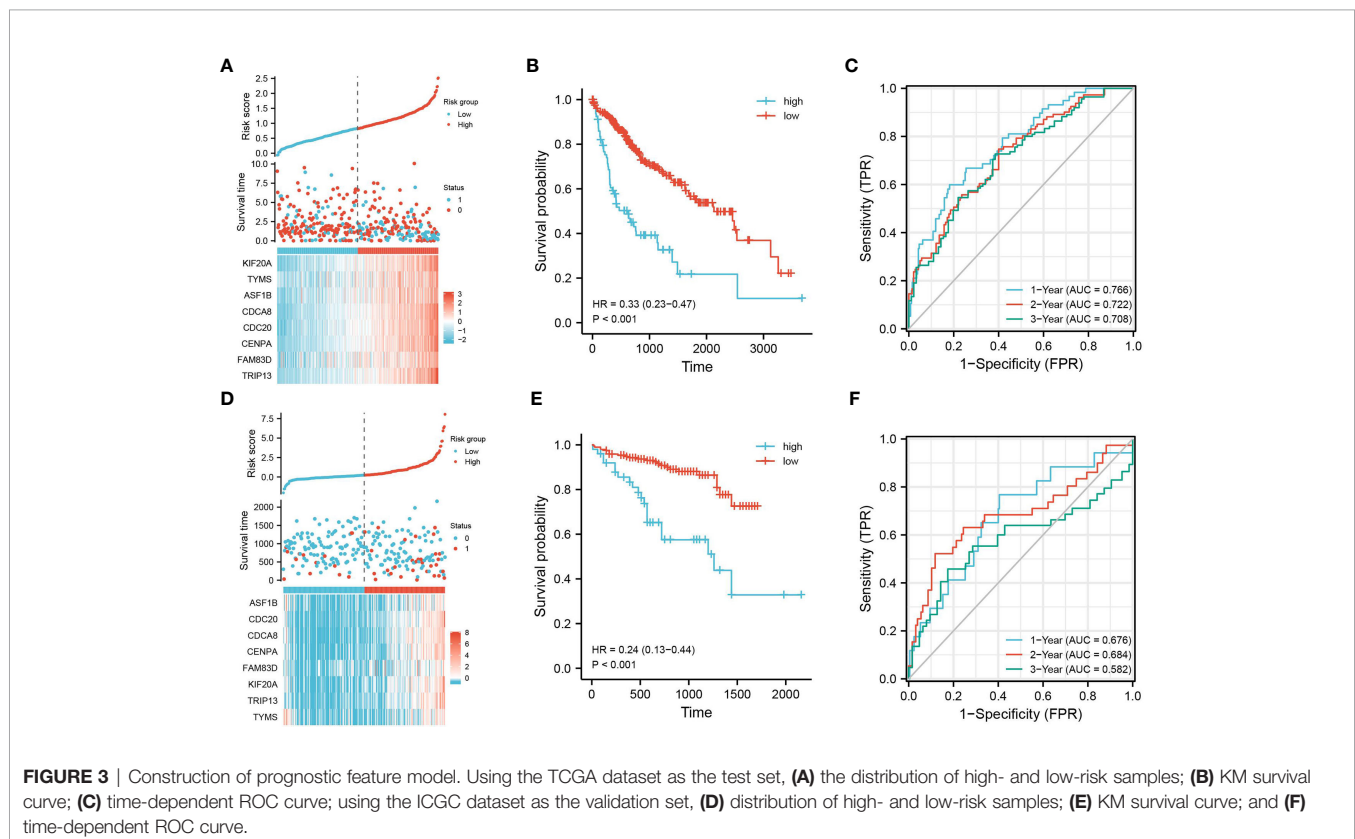 A
2.5
2.0
1.5
1.0
0.5
0.0
Risk score
Risk group
Low
High
10.0
7.5
5.0
2.5
0.0
Survival time
Status
1
0
KIF20A
TYMS
ASF1B
CDCA8
CDC20
CENPA
FAM83D
TRIP13
3
2
1
0
−1
−2
B
1.0
0.8
0.6
0.4
0.2
0.0
Survival probability
high
low
HR = 0.33 (0.23−0.47)
P < 0.001
0 1000 2000 3000
Time
C
1.0
0.8
0.6
0.4
0.2
0.0
Sensitivity (TPR)
1−Year (AUC = 0.766)
2−Year (AUC = 0.722)
3−Year (AUC = 0.708)
0.0 0.2 0.4 0.6 0.8 1.0
1−Specificity (FPR)
D
7.5
5.0
2.5
0.0
Risk score
Risk group
Low
High
2000
1500
1000
500
0
Survival time
Status
0
1
ASF1B
CDC20
CDCA8
CENPA
FAM83D
KIF20A
TRIP13
TYMS
8
6
4
2
0
E
1.0
0.8
0.6
0.4
0.2
0.0
Survival probability
high
low
HR = 0.24 (0.13−0.44)
P < 0.001
0 500 1000 1500 2000
Time
F
1.0
0.8
0.6
0.4
0.2
0.0
Sensitivity (TPR)
1−Year (AUC = 0.676)
2−Year (AUC = 0.684)
3−Year (AUC = 0.582)
0.0 0.2 0.4 0.6 0.8 1.0
1−Specificity (FPR)
FIGURE 3 | Construction of prognostic feature model. Using the TCGA dataset as the test set, (A) the distribution of high- and low-risk samples; (B) KM survival
curve; (C) time-dependent ROC curve; using the ICGC dataset as the validation set, (D) distribution of high- and low-risk samples; (E) KM survival curve; and (F)
time-dependent ROC curve.